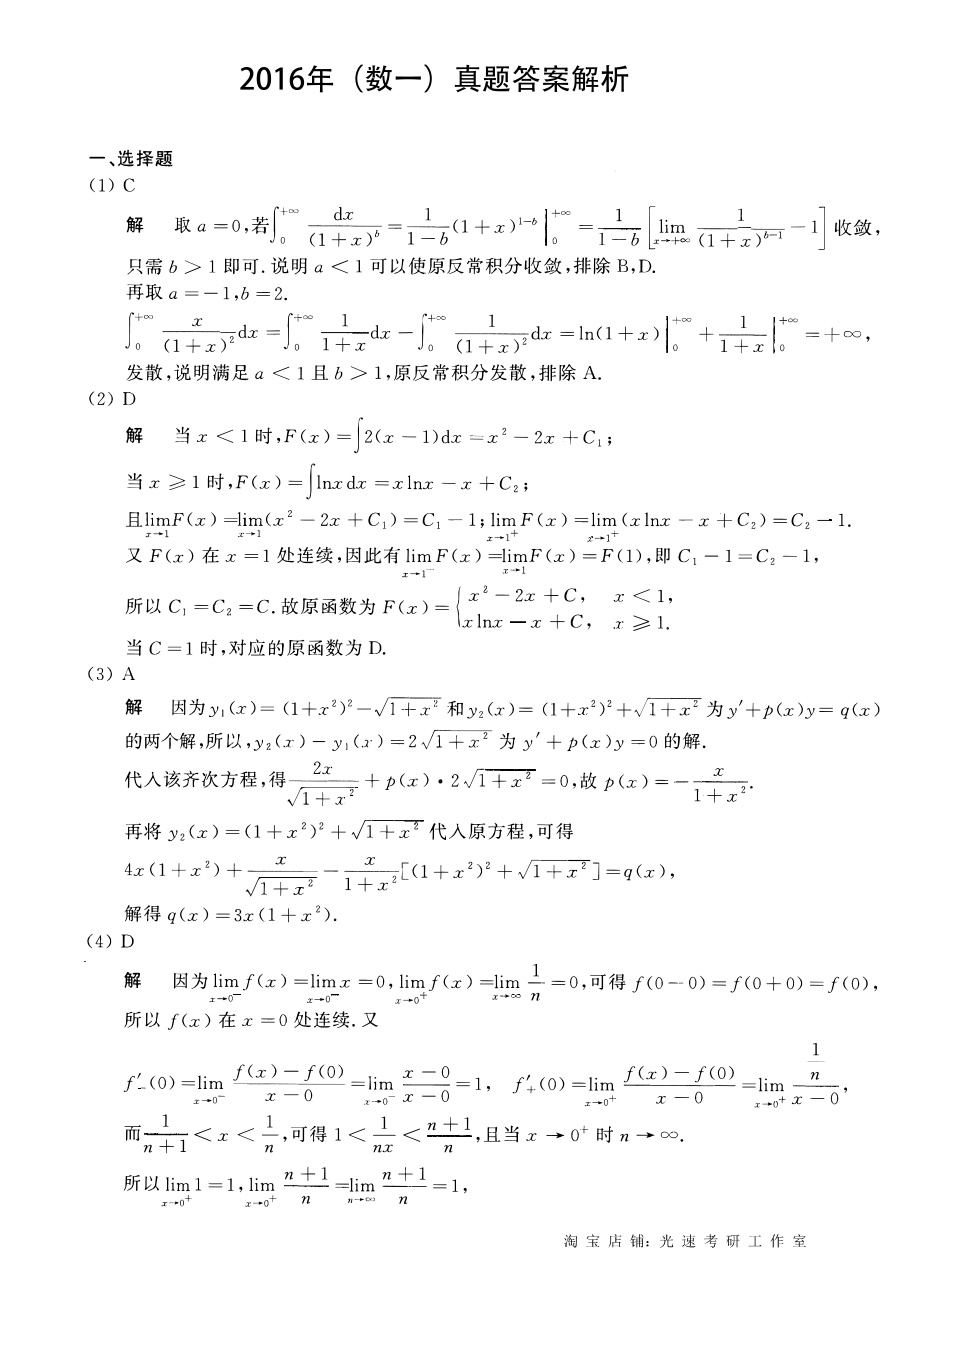 2016年（数一）真题答案解析
一、选择题
(1) C
解 取 a =0,若∫₀^{+∞} dx/(1+x)^b = 1/(1−b) (1+x)^{1−b} |₀^{+∞} = 1/(1−b) [lim_{x→+∞} 1/(1+x)^{b−1} −1] 收敛,
只需 b＞1 即可. 说明 a＜1 可以使原反常积分收敛,排除 B,D.
再取 a =−1,b =2.
∫₀^{+∞} x/(1+x)² dx =∫₀^{+∞} 1/(1+x) dx −∫₀^{+∞} 1/(1+x)² dx =ln(1+x)|₀^{+∞} + 1/(1+x) |₀^{+∞} =+∞,
发散,说明满足 a＜1 且 b＞1,原反常积分发散,排除 A.
(2) D
解 当 x＜1 时,F(x)=∫2(x−1)dx =x²−2x+C₁;
当 x≥1 时,F(x)=∫lnx dx =xlnx−x+C₂;
且lim_{x→1}F(x)=lim_{x→1}(x²−2x+C₁)=C₁−1; lim_{x→1⁺}F(x)=lim_{x→1⁺}(xlnx−x+C₂)=C₂−1.
又 F(x) 在 x=1 处连续,因此有 lim_{x→1⁻}F(x)=lim_{x→1}F(x)=F(1),即 C₁−1=C₂−1,
所以 C₁=C₂=C. 故原函数为 F(x)={x²−2x+C, x＜1, xlnx−x+C, x≥1.
当 C=1 时,对应的原函数为 D.
(3) A
解 因为 y₁(x)= (1+x²)²−√(1+x²) 和 y₂(x)= (1+x²)²+√(1+x²) 为 y′+p(x)y= q(x)
的两个解,所以,y₂(x)−y₁(x)=2√(1+x²) 为 y′+p(x)y=0 的解.
代入该齐次方程,得 2x/√(1+x²) +p(x)·2√(1+x²)=0,故 p(x)=− x/(1+x²).
再将 y₂(x)=(1+x²)²+√(1+x²) 代入原方程,可得
4x(1+x²)+ x/√(1+x²) − x/(1+x²) [(1+x²)²+√(1+x²)]=q(x),
解得 q(x)=3x(1+x²).
(4) D
解 因为 lim_{x→0⁻} f(x)=lim_{x→0⁻} x=0, lim_{x→0⁺} f(x)=lim_{x→∞} 1/n =0,可得 f(0−0)=f(0+0)=f(0),
所以 f(x) 在 x=0 处连续. 又
f′₋(0)=lim_{x→0⁻} (f(x)−f(0))/(x−0) =lim_{x→0⁻} (x−0)/(x−0) =1, f′₊(0)=lim_{x→0⁺} (f(x)−f(0))/(x−0) =lim_{x→0⁺} (1/n)/(x−0),
而 1/(n+1) ＜x＜ 1/n,可得 1＜ 1/(nx) ＜ (n+1)/n,且当 x→0⁺ 时 n→∞.
所以 lim_{x→0⁺} 1=1, lim_{x→0⁺} (n+1)/n =lim_{n→∞} (n+1)/n =1,
淘宝店铺: 光速考研工作室